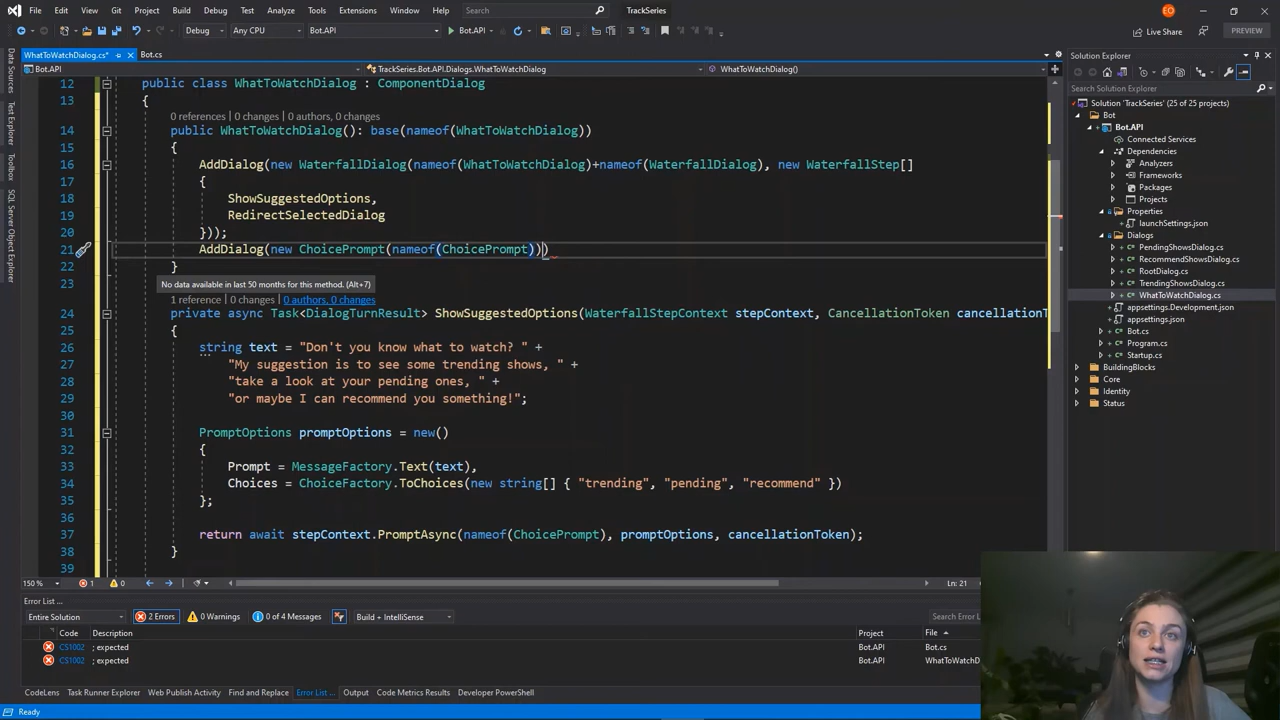 File Edit View Git Project Build Debug Test Analyze Tools Extensions Window Help Search TrackSeries EO
Debug Any CPU Bot.API Bot.API Live Share PREVIEW
WhatToWatchDialog.cs* Bot.cs
Bot.API TrackSeries.Bot.API.Dialogs.WhatToWatchDialog WhatToWatchDialog()
12 public class WhatToWatchDialog : ComponentDialog
13 {
0 references | 0 changes | 0 authors, 0 changes
14 public WhatToWatchDialog(): base(nameof(WhatToWatchDialog))
15 {
16 AddDialog(new WaterfallDialog(nameof(WhatToWatchDialog)+nameof(WaterfallDialog), new WaterfallStep[]
17 {
18 ShowSuggestedOptions,
19 RedirectSelectedDialog
20 }));
21 AddDialog(new ChoicePrompt(nameof(ChoicePrompt)))
22 }
23 No data available in last 50 months for this method. (Alt+7)
1 reference | 0 changes | 0 authors, 0 changes
24 private async Task<DialogTurnResult> ShowSuggestedOptions(WaterfallStepContext stepContext, CancellationToken cancellationT
25 {
26 string text = "Don't you know what to watch? " +
27 "My suggestion is to see some trending shows, " +
28 "take a look at your pending ones, " +
29 "or maybe I can recommend you something!";
30
31 PromptOptions promptOptions = new()
32 {
33 Prompt = MessageFactory.Text(text),
34 Choices = ChoiceFactory.ToChoices(new string[] { "trending", "pending", "recommend" })
35 };
36
37 return await stepContext.PromptAsync(nameof(ChoicePrompt), promptOptions, cancellationToken);
38 }
39
150 % 1 0 Ln: 21
Data Sources
Test Explorer
Toolbox
SQL Server Object Explorer
Solution Explorer
Search Solution Explorer
Solution 'TrackSeries' (25 of 25 projects)
Bot
Bot.API
Connected Services
Dependencies
Analyzers
Frameworks
Packages
Projects
Properties
launchSettings.json
Dialogs
PendingShowsDialog.cs
RecommendShowsDialog.cs
RootDialog.cs
TrendingShowsDialog.cs
WhatToWatchDialog.cs
appsettings.Development.json
appsettings.json
Bot.cs
Program.cs
Startup.cs
BuildingBlocks
Core
Identity
Status
Error List ...
Entire Solution 2 Errors 0 Warnings 0 of 4 Messages Build + IntelliSense Search Error L
Code Description Project File
CS1002 ; expected Bot.API Bot.cs
CS1002 ; expected Bot.API WhatToWatchD
CodeLens Task Runner Explorer Web Publish Activity Find and Replace Error List ... Output Code Metrics Results Developer PowerShell
Ready